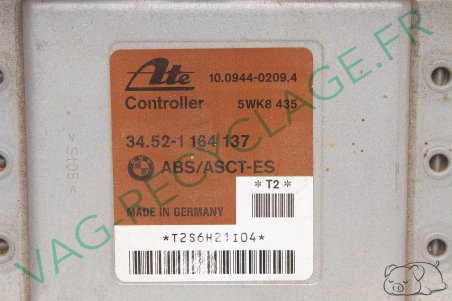 Ate 10.0944-0209.4
Controller 5WK8 435
34.52-1 164 137
ABS/ASCT-ES
* T2 *
MADE IN GERMANY
*T2S6H21I04*
VAG-RECYCLAGE.FR